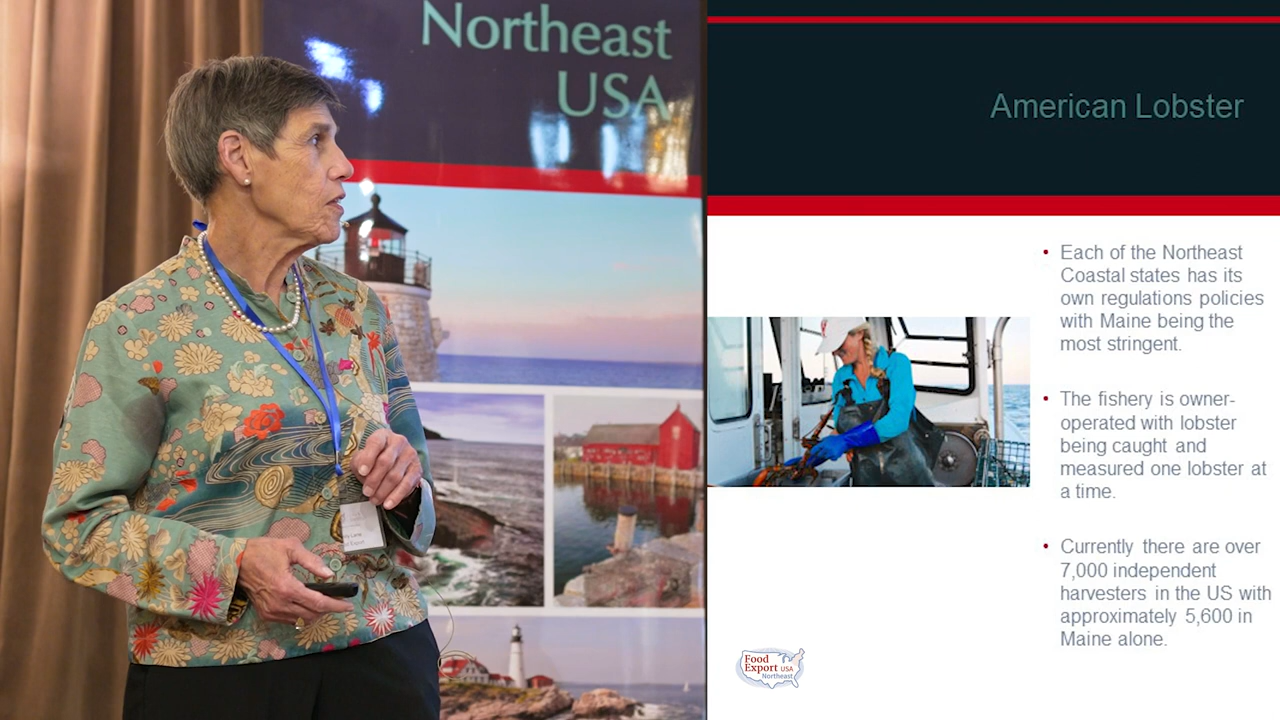 Northeast
USA
American Lobster
• Each of the Northeast
Coastal states has its
own regulations policies
with Maine being the
most stringent.
• The fishery is owner-
operated with lobster
being caught and
measured one lobster at
a time.
• Currently there are over
7,000 independent
harvesters in the US with
approximately 5,600 in
Maine alone.
Food
Export USA
Northeast
Export